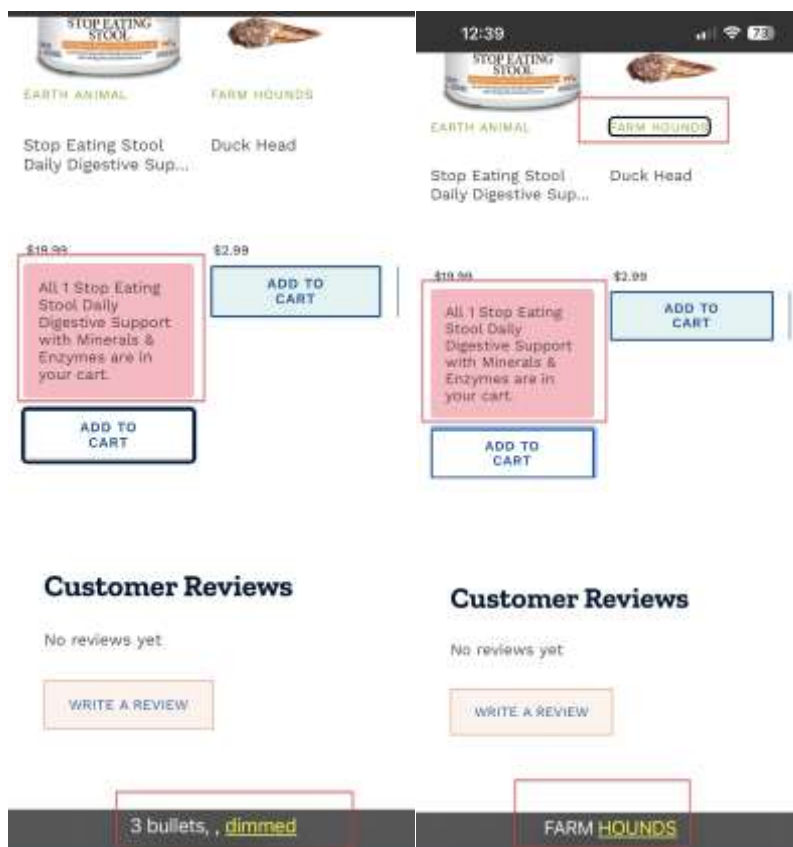 STOP EATING
STOOL
EARTH ANIMAL
FARM HOUNDS
Stop Eating Stool
Daily Digestive Sup...
Duck Head
$19.99
$2.99
All 1 Stop Eating
Stool Daily
Digestive Support
with Minerals &
Enzymes are in
your cart.
ADD TO
CART
ADD TO
CART
Customer Reviews
No reviews yet
WRITE A REVIEW
3 bullets, , dimmed
12:39
73
STOP EATING
STOOL
EARTH ANIMAL
FARM HOUNDS
Stop Eating Stool
Daily Digestive Sup...
Duck Head
$19.99
$2.99
All 1 Stop Eating
Stool Daily
Digestive Support
with Minerals &
Enzymes are in
your cart.
ADD TO
CART
ADD TO
CART
Customer Reviews
No reviews yet
WRITE A REVIEW
FARM HOUNDS